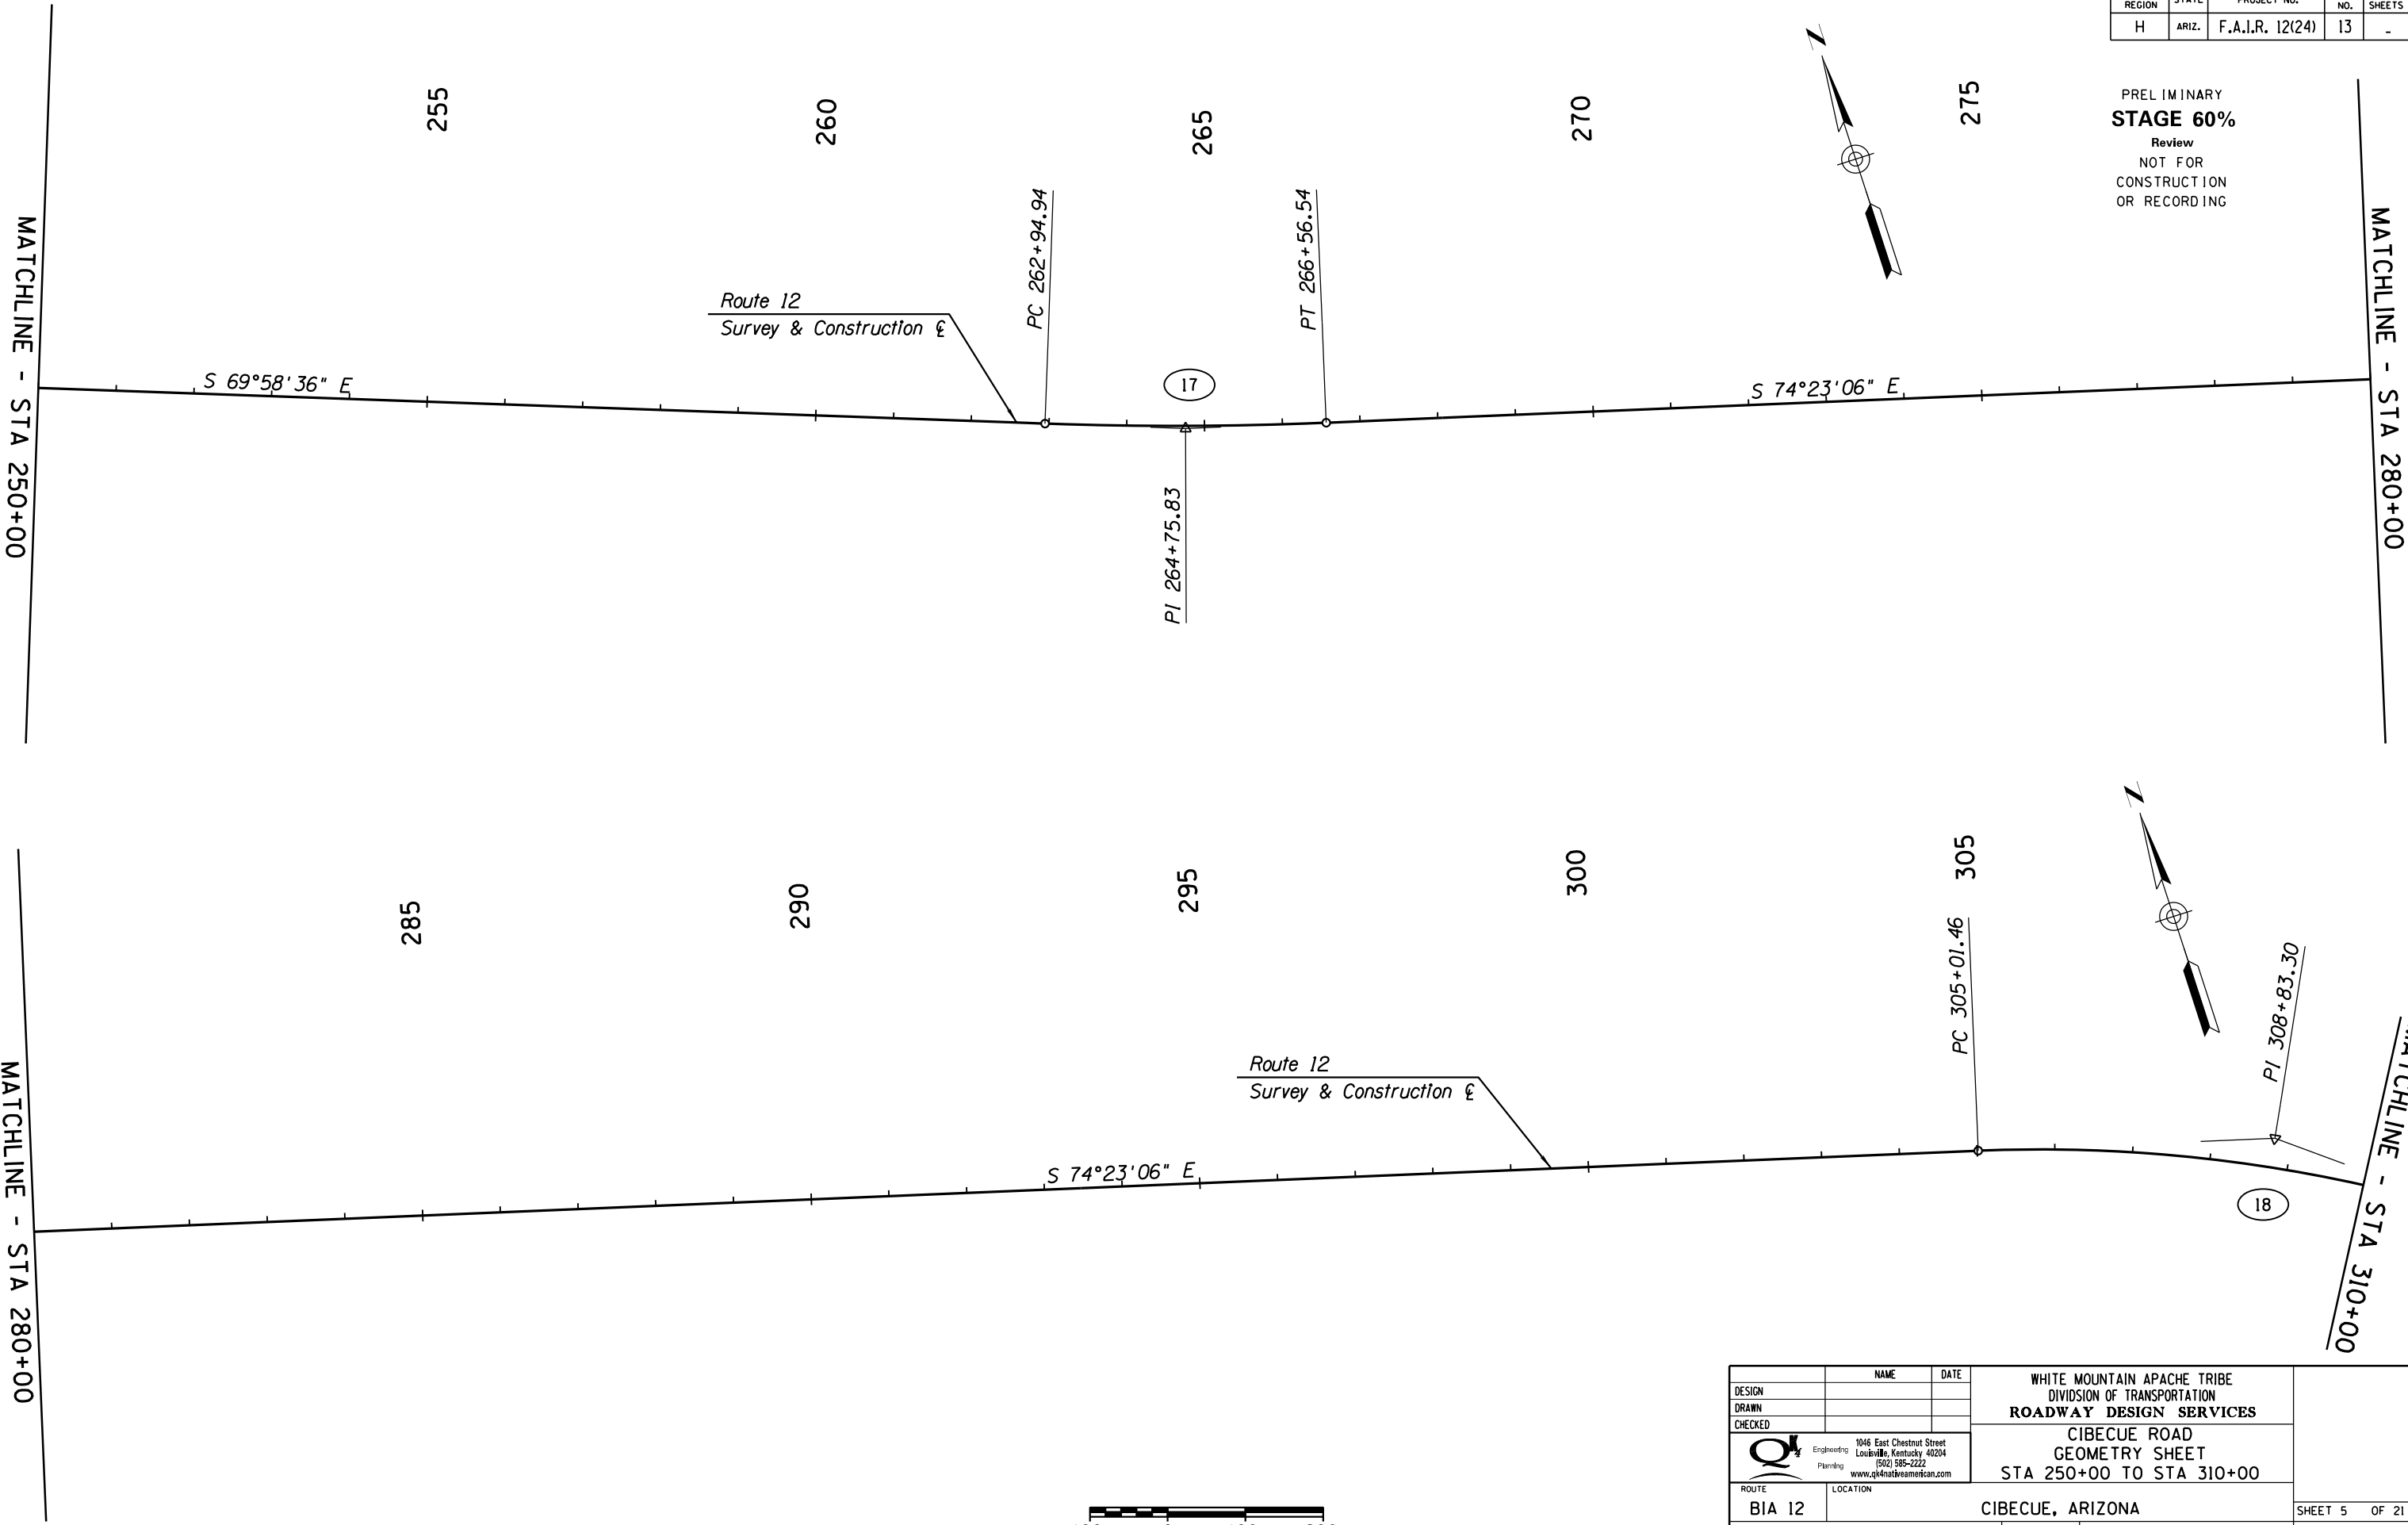 REGION NO. SHEETS
H ARIZ. F.A.I.R. 12(24) 13 -
PRELIMINARY
STAGE 60%
Review
NOT FOR
CONSTRUCTION
OR RECORDING
N
255
260
265
270
275
MATCHLINE - STA 250+00
MATCHLINE - STA 280+00
PC 262+94.94
PT 266+56.54
Route 12
Survey & Construction ℄
S 69°58'36" E
17
S 74°23'06" E
PI 264+75.83
N
285
290
295
300
305
MATCHLINE - STA 280+00
MATCHLINE - STA 310+00
PC 305+01.46
PI 308+83.30
Route 12
Survey & Construction ℄
S 74°23'06" E
18
NAME DATE
DESIGN
DRAWN
CHECKED
WHITE MOUNTAIN APACHE TRIBE
DIVIDSION OF TRANSPORTATION
ROADWAY DESIGN SERVICES
QK4
Engineering
Planning
1046 East Chestnut Street
Louisville, Kentucky 40204
(502) 585-2222
www.qk4nativeamerican.com
CIBECUE ROAD
GEOMETRY SHEET
STA 250+00 TO STA 310+00
ROUTE
BIA 12
LOCATION
CIBECUE, ARIZONA
SHEET 5 OF 21